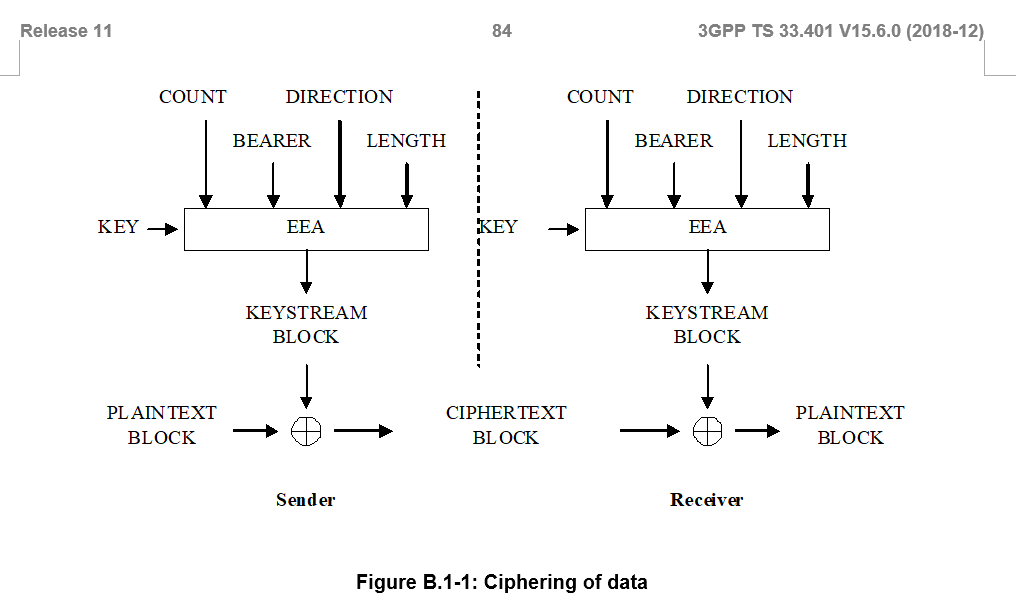 Release 11 84 3GPP TS 33.401 V15.6.0 (2018-12)
COUNT DIRECTION COUNT DIRECTION
BEARER LENGTH BEARER LENGTH
KEY EEA KEY EEA
KEYSTREAM KEYSTREAM
BLOCK BLOCK
PLAINTEXT CIPHERTEXT PLAINTEXT
BLOCK BLOCK BLOCK
Sender Receiver
Figure B.1-1: Ciphering of data